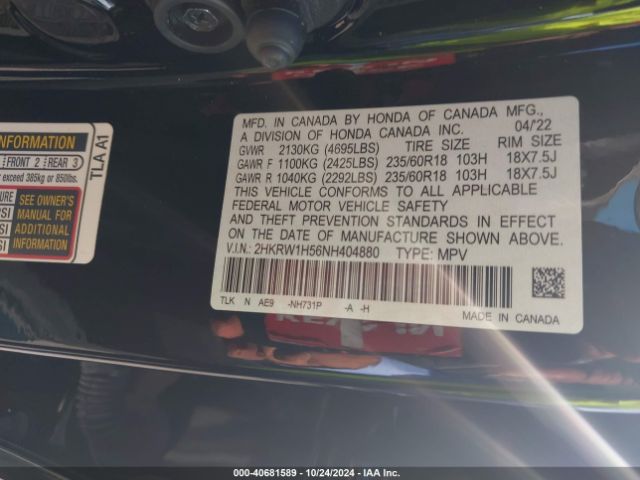 INFORMATION
FRONT 2 REAR 3
r exceed 385kg or 850lbs.
SEE OWNER'S
MANUAL FOR
ADDITIONAL
INFORMATION
TLA A1
MFD. IN CANADA BY HONDA OF CANADA MFG.,
A DIVISION OF HONDA CANADA INC. 04/22
GVWR 2130KG (4695LBS) TIRE SIZE RIM SIZE
GAWR F 1100KG (2425LBS) 235/60R18 103H 18X7.5J
GAWR R 1040KG (2292LBS) 235/60R18 103H 18X7.5J
THIS VEHICLE CONFORMS TO ALL APPLICABLE
FEDERAL MOTOR VEHICLE SAFETY
AND THEFT PREVENTION STANDARDS IN EFFECT
ON THE DATE OF MANUFACTURE SHOWN ABOVE.
V.I.N.: 2HKRW1H56NH404880 TYPE: MPV
TLK N AE9 -NH731P -A -H
MADE IN CANADA
000-40681589 - 10/24/2024 - IAA Inc.